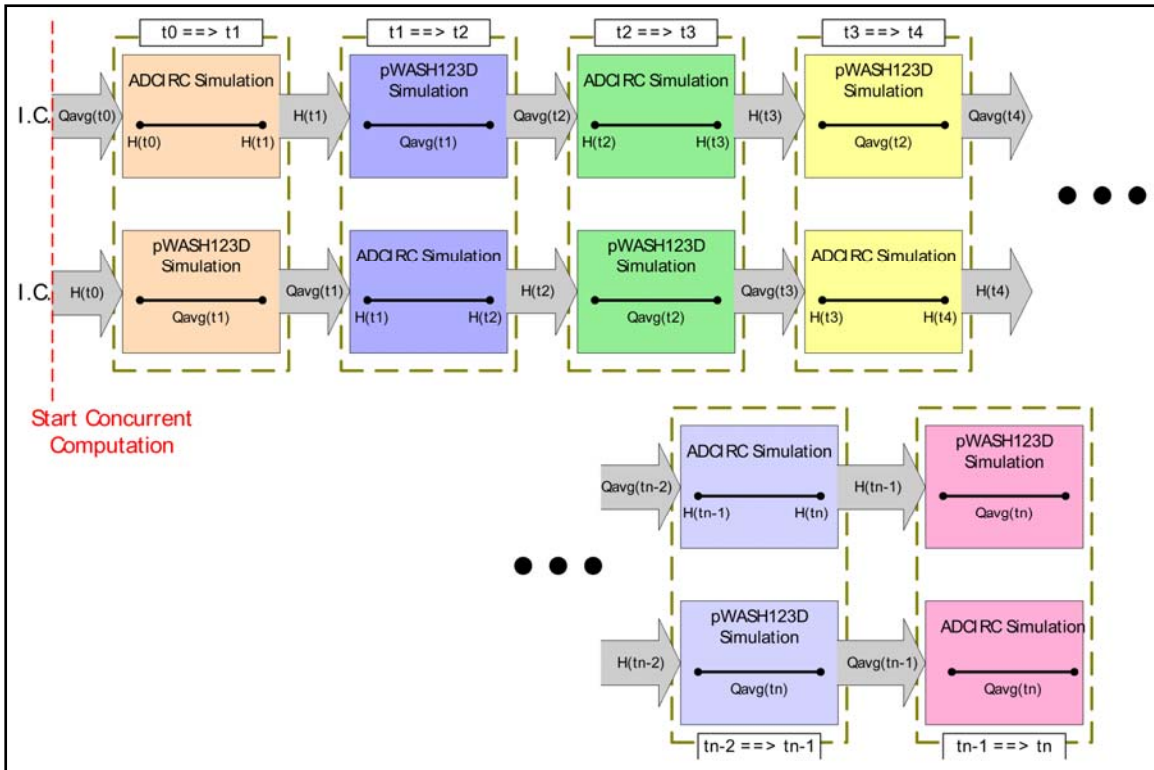 t0 ==> t1
t1 ==> t2
t2 ==> t3
t3 ==> t4
I.C.
Qavg(t0)
ADCIRC Simulation
H(t0)
H(t1)
H(t1)
pWASH123D
Simulation
Qavg(t1)
Qavg(t2)
ADCIRC Simulation
H(t2)
H(t3)
H(t3)
pWASH123D
Simulation
Qavg(t2)
Qavg(t4)
I.C.
H(t0)
pWASH123D
Simulation
Qavg(t1)
Qavg(t1)
ADCIRC Simulation
H(t1)
H(t2)
H(t2)
pWASH123D
Simulation
Qavg(t2)
Qavg(t3)
ADCIRC Simulation
H(t3)
H(t4)
H(t4)
Start Concurrent
Computation
Qavg(tn-2)
ADCIRC Simulation
H(tn-1)
H(tn)
H(tn-1)
pWASH123D
Simulation
Qavg(tn)
H(tn-2)
pWASH123D
Simulation
Qavg(tn)
Qavg(tn-1)
ADCIRC Simulation
Qavg(tn)
tn-2 ==> tn-1
tn-1 ==> tn